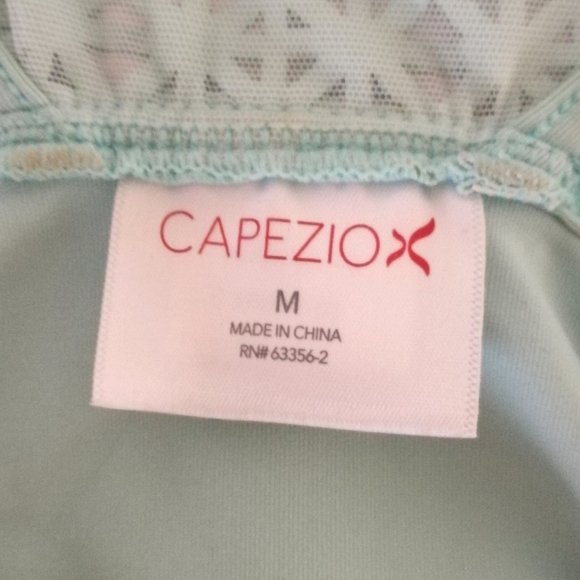 CAPEZIO
M
MADE IN CHINA
RN# 63356-2